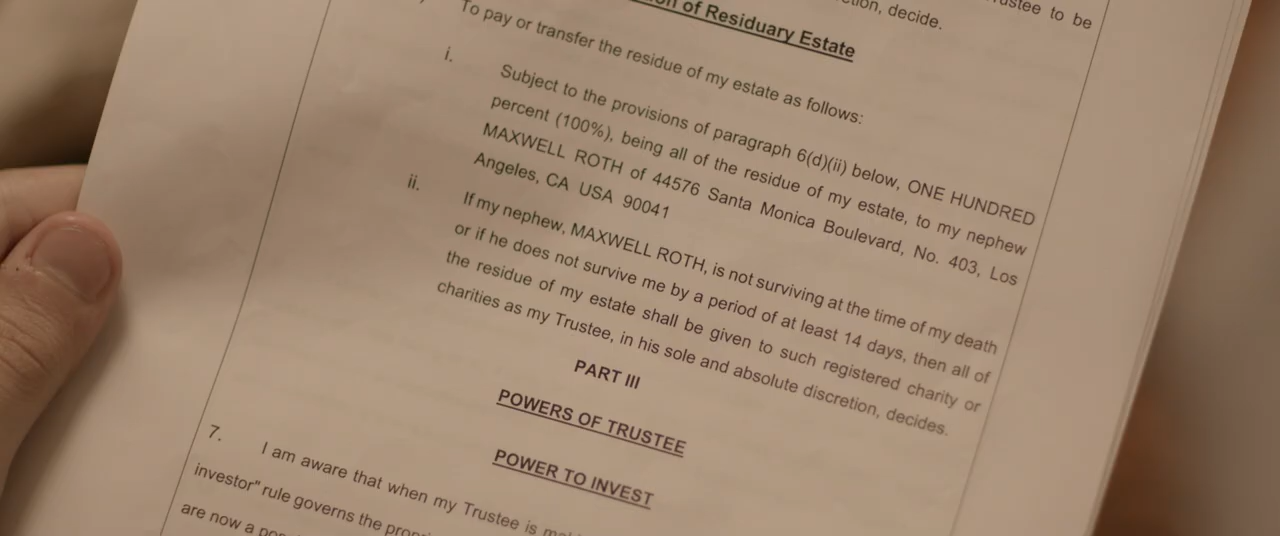 Trustee to be
ction, decide.
of Residuary Estate
To pay or transfer the residue of my estate as follows:
i. Subject to the provisions of paragraph 6(d)(ii) below, ONE HUNDRED
percent (100%), being all of the residue of my estate, to my nephew
MAXWELL ROTH of 44576 Santa Monica Boulevard, No. 403, Los
Angeles, CA USA 90041
ii. If my nephew, MAXWELL ROTH, is not surviving at the time of my death
or if he does not survive me by a period of at least 14 days, then all of
the residue of my estate shall be given to such registered charity or
charities as my Trustee, in his sole and absolute discretion, decides.
PART III
POWERS OF TRUSTEE
POWER TO INVEST
7. I am aware that when my Trustee is
investor" rule governs the
are now a